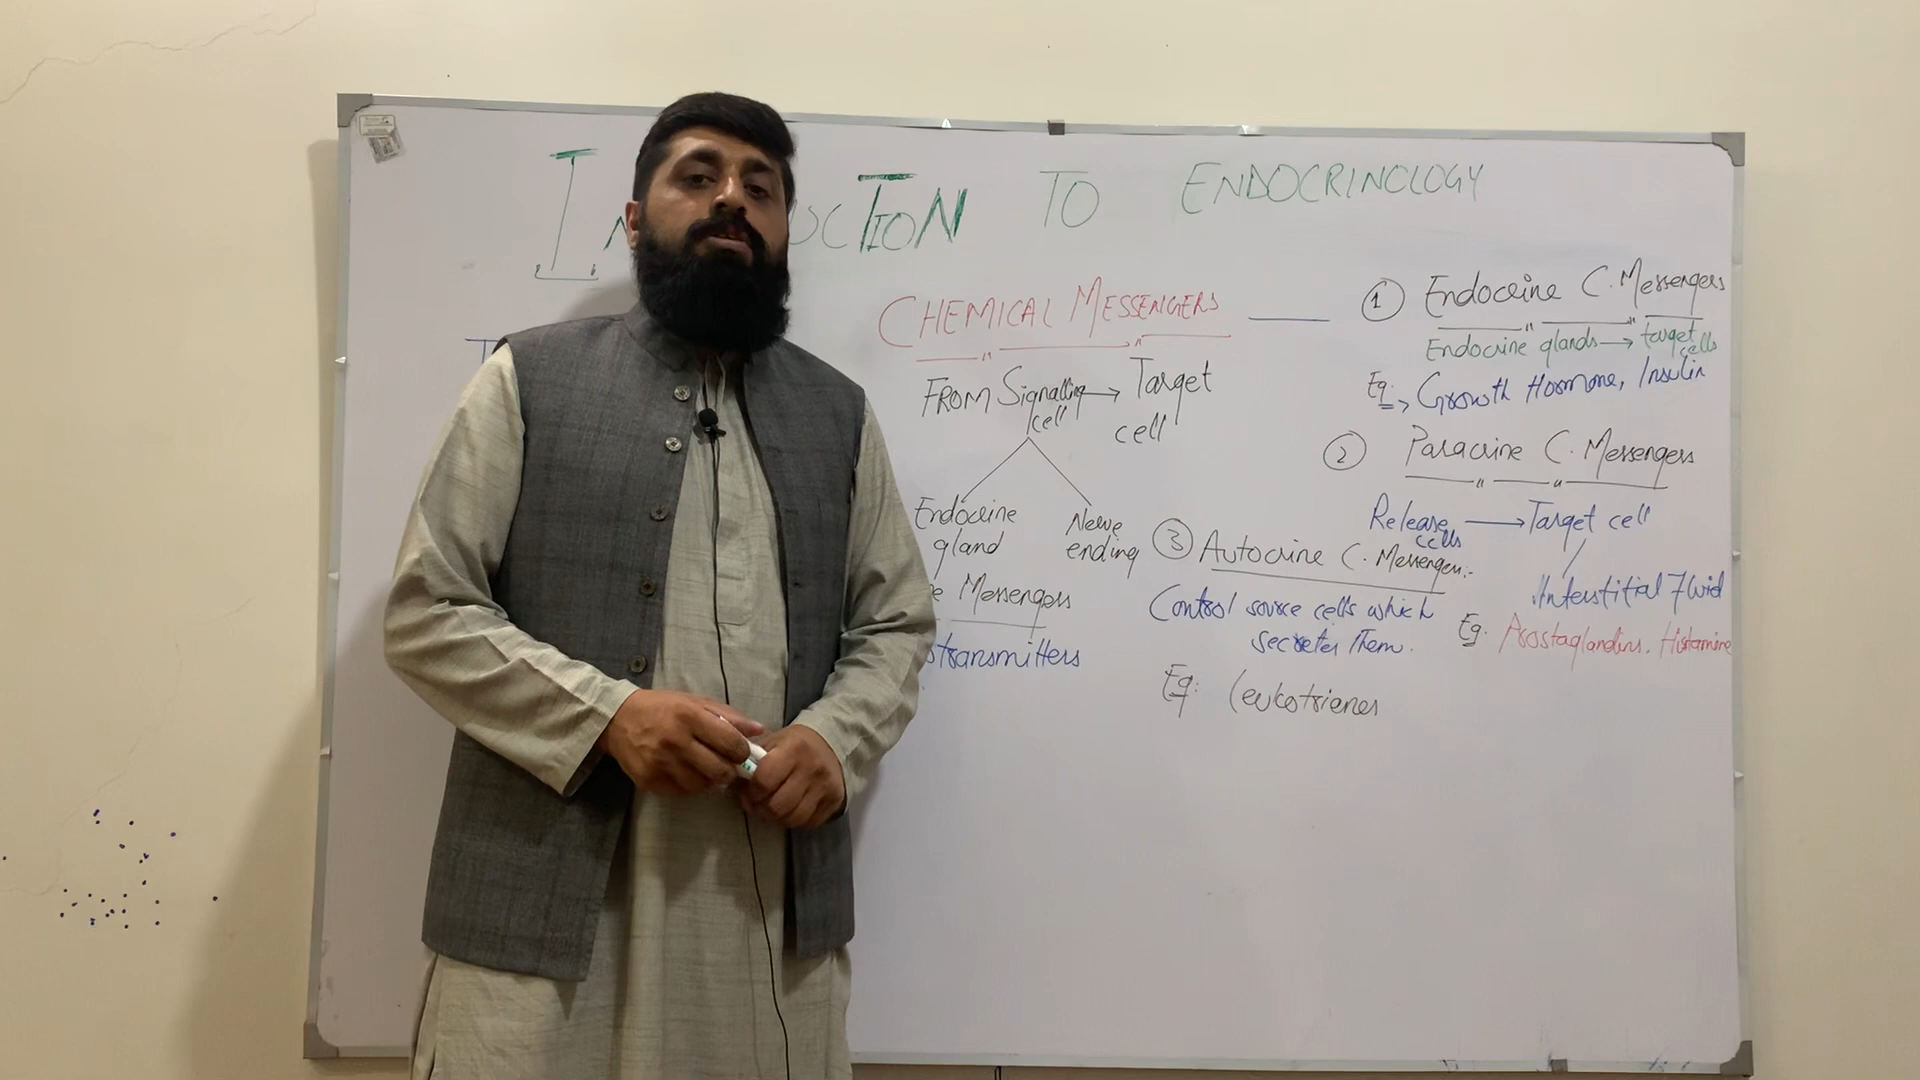 INTION TO ENDOCRINOLOGY
CHEMICAL MESSENGERS
FROM Signalling cell → Target cell
Endocrine gland
Nerve ending
e Messengers
otransmitters
① Endocrine C. Messengers
Endocrine glands → target cells
Eg: Growth Hormone, Insulin
② Paracrine C. Messengers
Release cells → Target cell
Interstitial Fluid
Eg. Prostaglandins. Histamine
③ Autocrine C. Messengers:-
Control source cells which
secretes them.
Eg: Leukotrienes